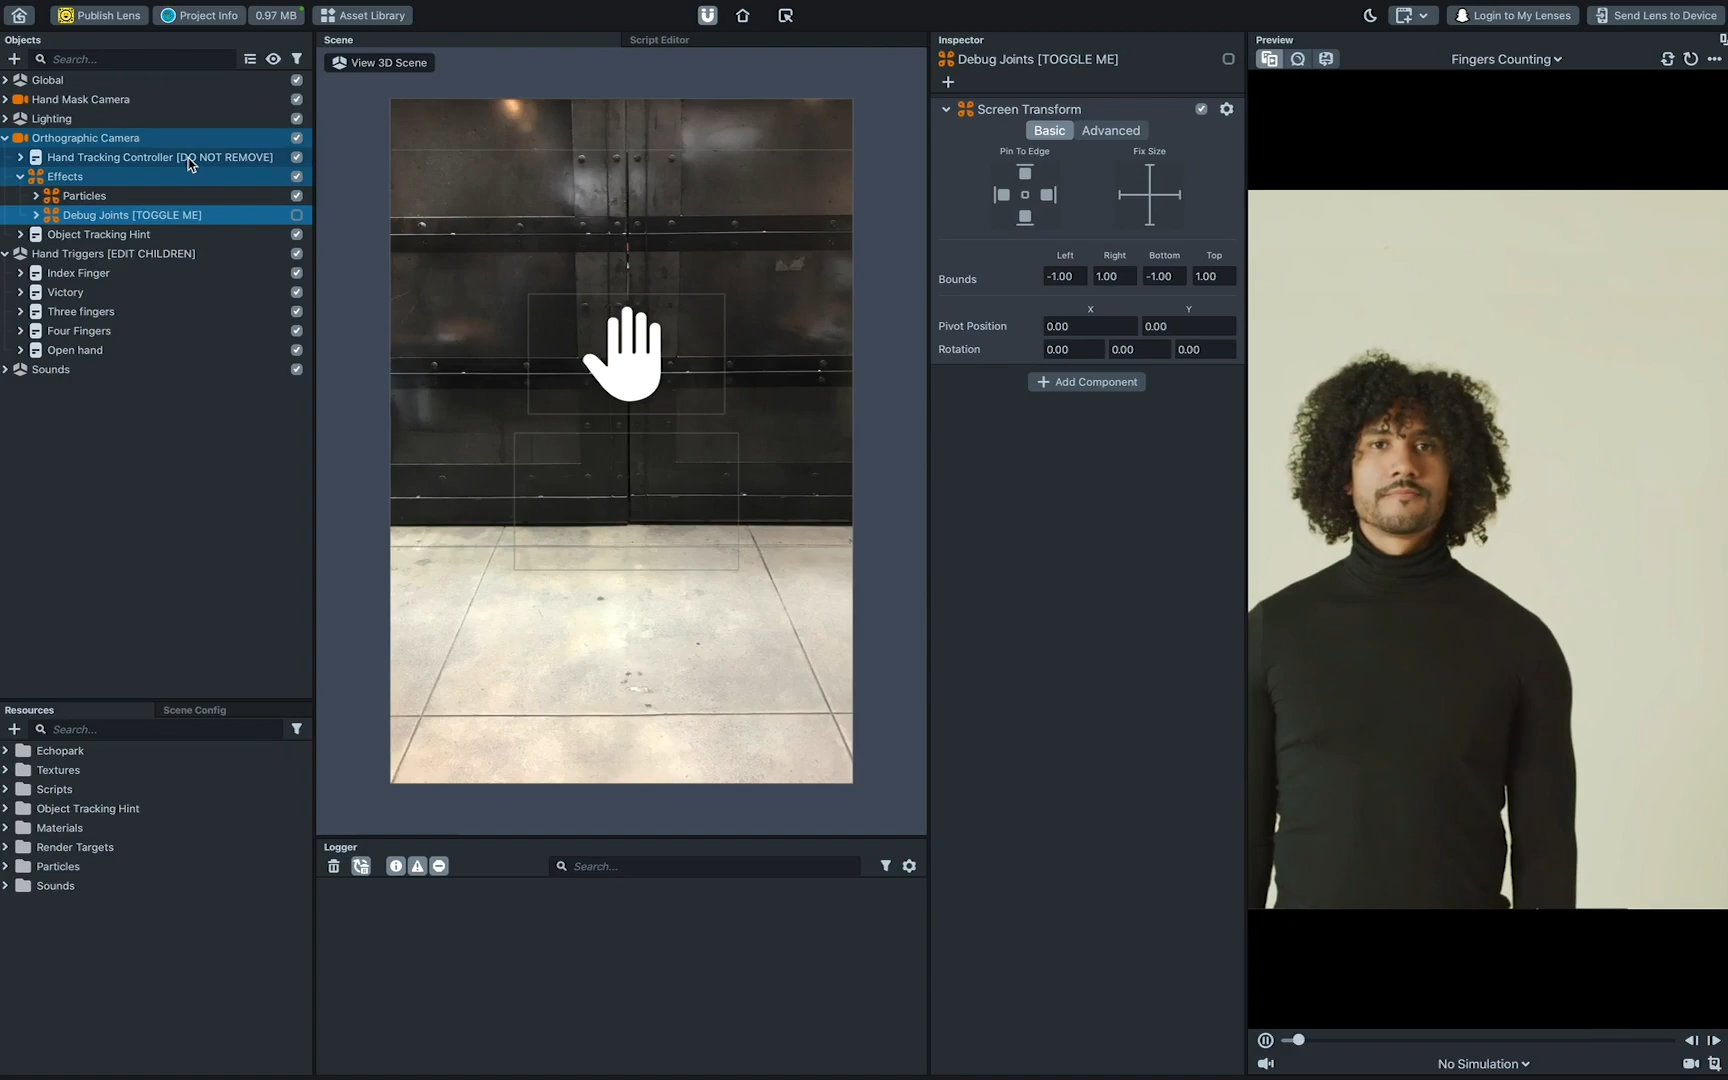 Publish Lens
Project Info
0.97 MB
Asset Library
Login to My Lenses
Send Lens to Device
Objects
Search...
Global
Hand Mask Camera
Lighting
Orthographic Camera
Hand Tracking Controller [DO NOT REMOVE]
Effects
Particles
Debug Joints [TOGGLE ME]
Object Tracking Hint
Hand Triggers [EDIT CHILDREN]
Index Finger
Victory
Three fingers
Four Fingers
Open hand
Sounds
Resources
Scene Config
Search...
Echopark
Textures
Scripts
Object Tracking Hint
Materials
Render Targets
Particles
Sounds
Scene
Script Editor
View 3D Scene
Logger
Search...
Inspector
Debug Joints [TOGGLE ME]
Screen Transform
Basic
Advanced
Pin To Edge
Fix Size
Left Right Bottom Top
Bounds -1.00 1.00 -1.00 1.00
X Y
Pivot Position 0.00 0.00
Rotation 0.00 0.00 0.00
Add Component
Preview
Fingers Counting
No Simulation